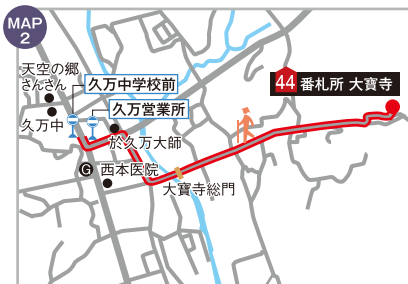 MAP
2
天空の郷
さんさん
久万中学校前
久万営業所
久万中
於久万大師
G 西本医院
大寶寺総門
44 番札所 大寶寺